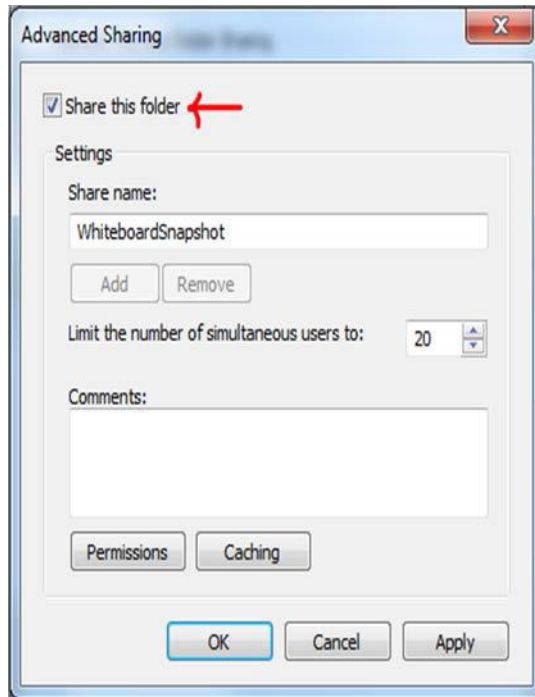 Advanced Sharing
Share this folder
Settings
Share name:
WhiteboardSnapshot
Add Remove
Limit the number of simultaneous users to: 20
Comments:
Permissions Caching
OK Cancel Apply